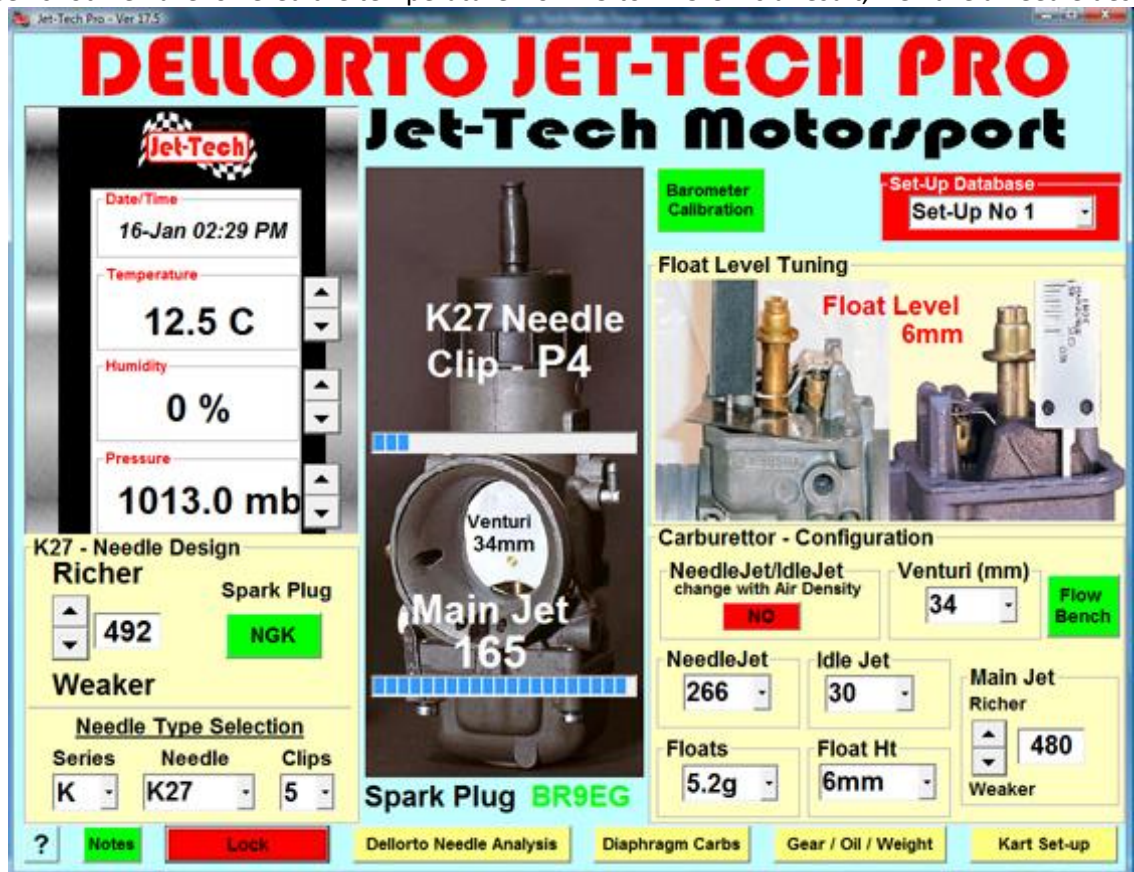 Jet-Tech Pro - Ver 17.5
DELLORTO JET-TECH PRO
Jet-Tech Motorsport
Jet-Tech
Date/Time
16-Jan 02:29 PM
Temperature
12.5 C
Humidity
0 %
Pressure
1013.0 mb
K27 Needle
Clip - P4
Venturi
34mm
Main Jet
165
Spark Plug BR9EG
Barometer
Calibration
Set-Up Database
Set-Up No 1
Float Level Tuning
Float Level
6mm
K27 - Needle Design
Richer
492
Weaker
Spark Plug
NGK
Needle Type Selection
Series Needle Clips
K K27 5
Carburettor - Configuration
NeedleJet/IdleJet
change with Air Density
NO
Venturi (mm)
34
Flow
Bench
NeedleJet
266
Idle Jet
30
Main Jet
Richer
480
Weaker
Floats
5.2g
Float Ht
6mm
?
Notes
Lock
Dellorto Needle Analysis
Diaphragm Carbs
Gear / Oil / Weight
Kart Set-up